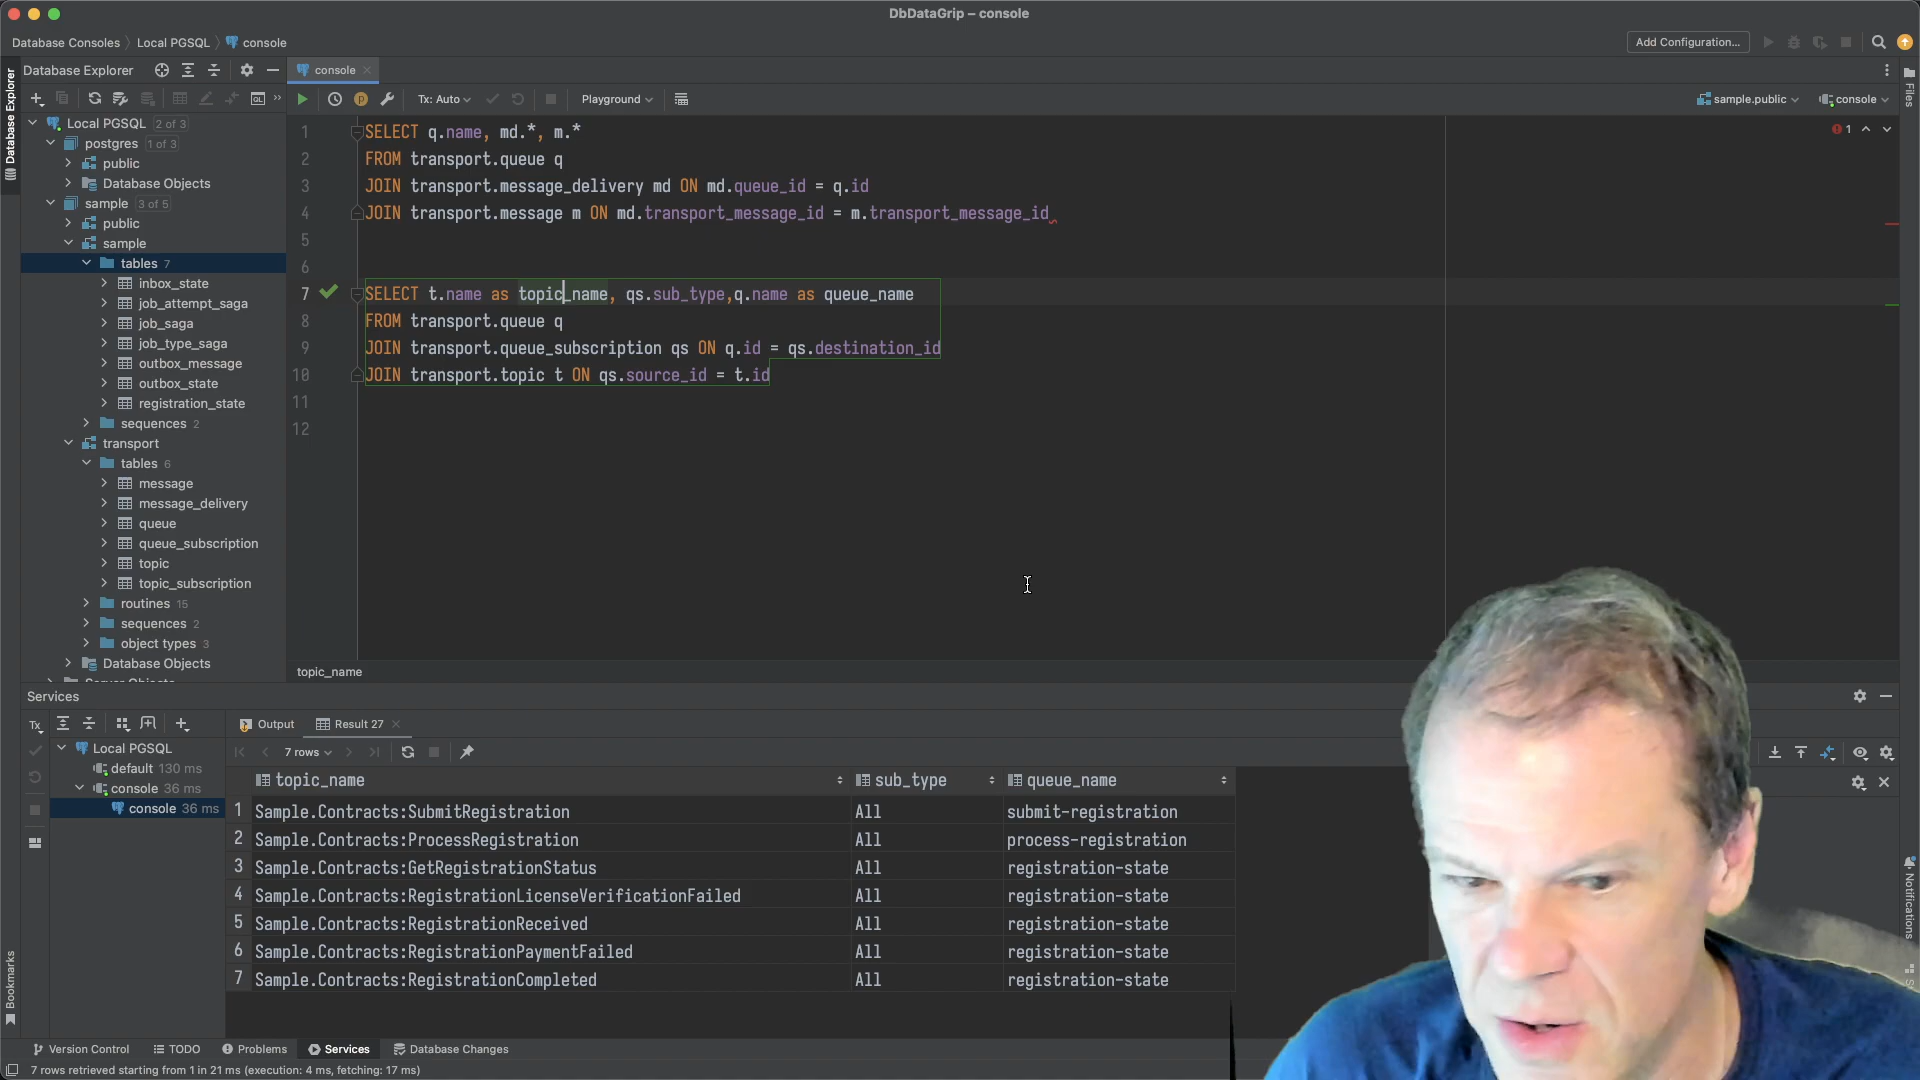 DbDataGrip – console
Database Consoles
Local PGSQL
console
Add Configuration...
Database Explorer
console
Tx: Auto
Playground
sample.public
console
Database Explorer
Files
Local PGSQL 2 of 3
postgres 1 of 3
public
Database Objects
sample 3 of 5
public
sample
tables 7
inbox_state
job_attempt_saga
job_saga
job_type_saga
outbox_message
outbox_state
registration_state
sequences 2
transport
tables 6
message
message_delivery
queue
queue_subscription
topic
topic_subscription
routines 15
sequences 2
object types 3
Database Objects
Server Objects
1 SELECT q.name, md.*, m.*
2 FROM transport.queue q
3 JOIN transport.message_delivery md ON md.queue_id = q.id
4 JOIN transport.message m ON md.transport_message_id = m.transport_message_id
5
6
7 SELECT t.name as topic_name, qs.sub_type,q.name as queue_name
8 FROM transport.queue q
9 JOIN transport.queue_subscription qs ON q.id = qs.destination_id
10 JOIN transport.topic t ON qs.source_id = t.id
11
12
1
topic_name
Services
Tx
Output
Result 27
Local PGSQL
default 130 ms
console 36 ms
console 36 ms
7 rows
topic_name sub_type queue_name
1 Sample.Contracts:SubmitRegistration All submit-registration
2 Sample.Contracts:ProcessRegistration All process-registration
3 Sample.Contracts:GetRegistrationStatus All registration-state
4 Sample.Contracts:RegistrationLicenseVerificationFailed All registration-state
5 Sample.Contracts:RegistrationReceived All registration-state
6 Sample.Contracts:RegistrationPaymentFailed All registration-state
7 Sample.Contracts:RegistrationCompleted All registration-state
Notifications
Bookmarks
Version Control
TODO
Problems
Services
Database Changes
7 rows retrieved starting from 1 in 21 ms (execution: 4 ms, fetching: 17 ms)